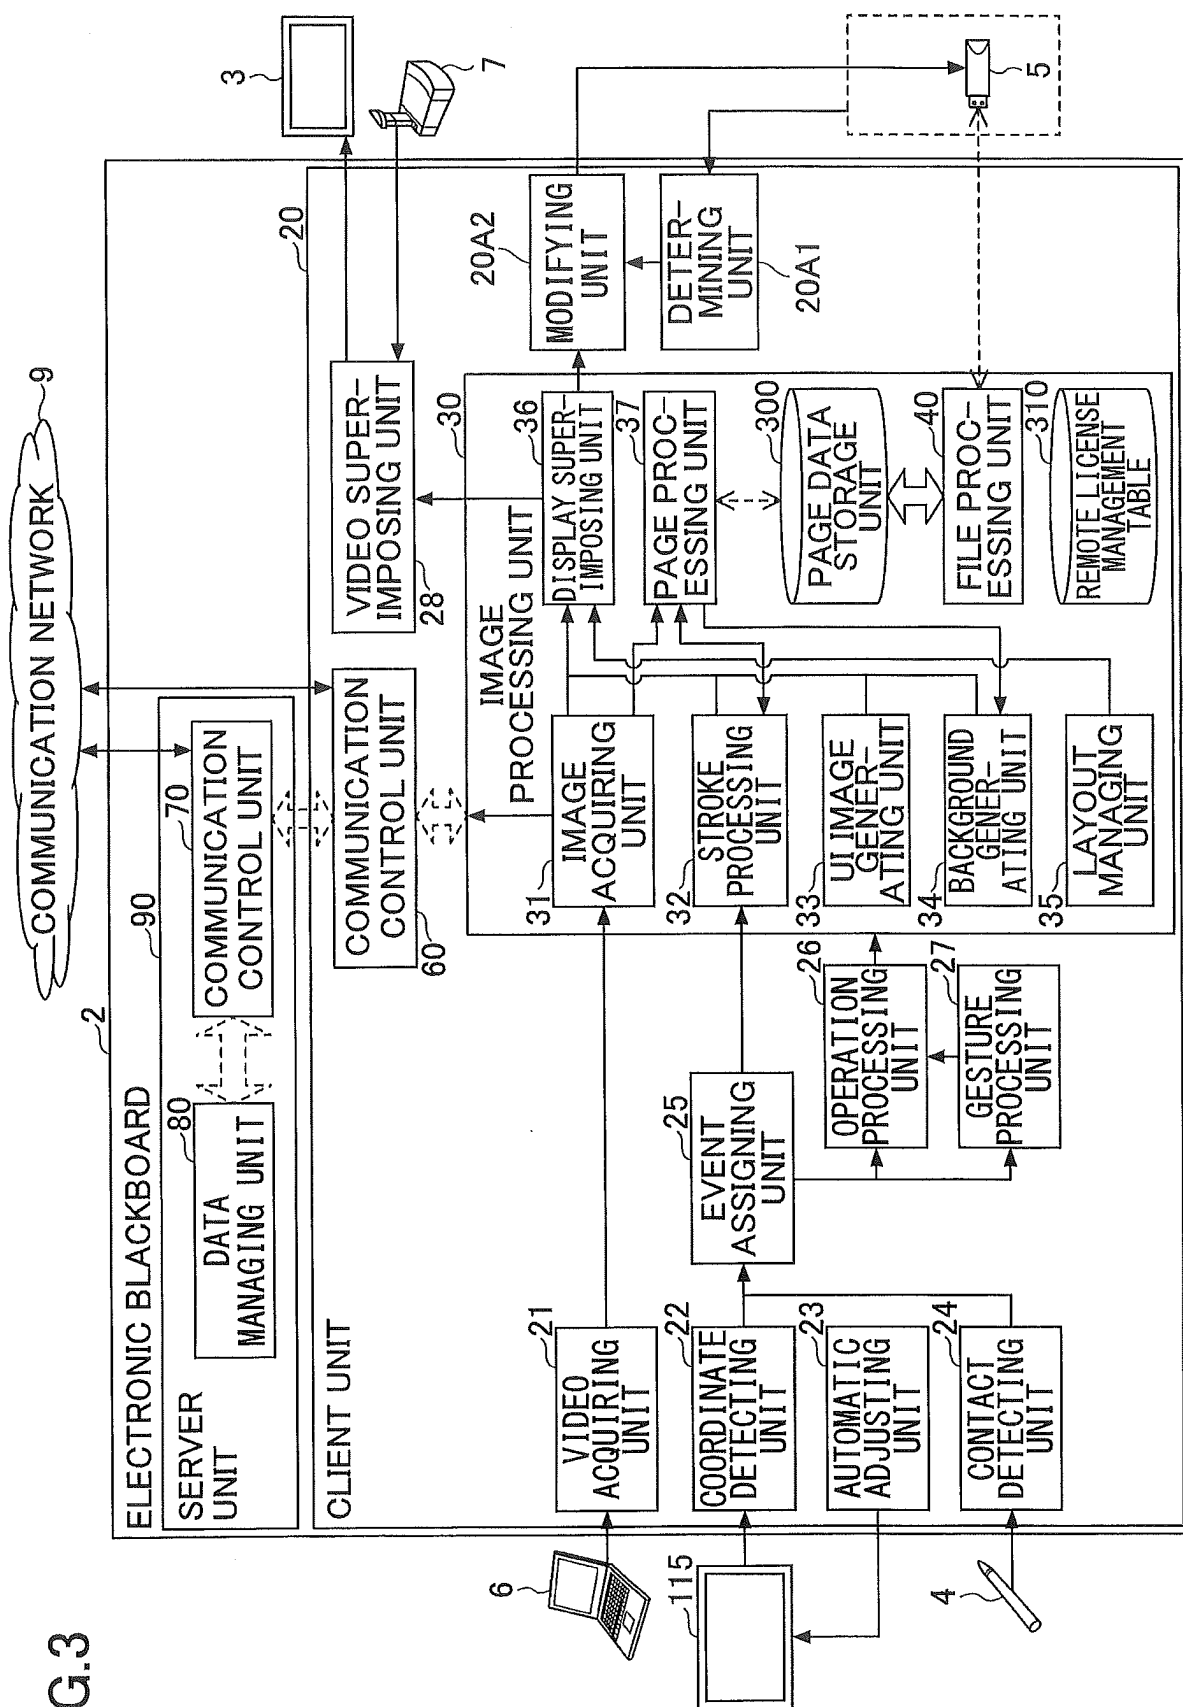 G.3
COMMUNICATION NETWORK
9
2
ELECTRONIC BLACKBOARD
90
SERVER
UNIT
80
DATA
MANAGING UNIT
70
COMMUNICATION
CONTROL UNIT
20
CLIENT UNIT
COMMUNICATION
CONTROL UNIT
60
VIDEO SUPER-
IMPOSING UNIT
28
3
7
6
115
4
21
VIDEO
ACQUIRING
UNIT
22
COORDINATE
DETECTING
UNIT
23
AUTOMATIC
ADJUSTING
UNIT
24
CONTACT
DETECTING
UNIT
25
EVENT
ASSIGNING
UNIT
26
OPERATION
PROCESSING
UNIT
27
GESTURE
PROCESSING
UNIT
IMAGE
PROCESSING UNIT
30
31
IMAGE
ACQUIRING
UNIT
32
STROKE
PROCESSING
UNIT
33
UI IMAGE
GENER-
ATING UNIT
34
BACKGROUND
GENER-
ATING UNIT
35
LAYOUT
MANAGING
UNIT
36
DISPLAY SUPER-
IMPOSING UNIT
37
PAGE PROC-
ESSING UNIT
300
PAGE DATA
STORAGE
UNIT
40
FILE PROC-
ESSING UNIT
310
REMOTE LICENSE
MANAGEMENT
TABLE
20A2
MODIFYING
UNIT
DETER-
MINING
UNIT
20A1
5